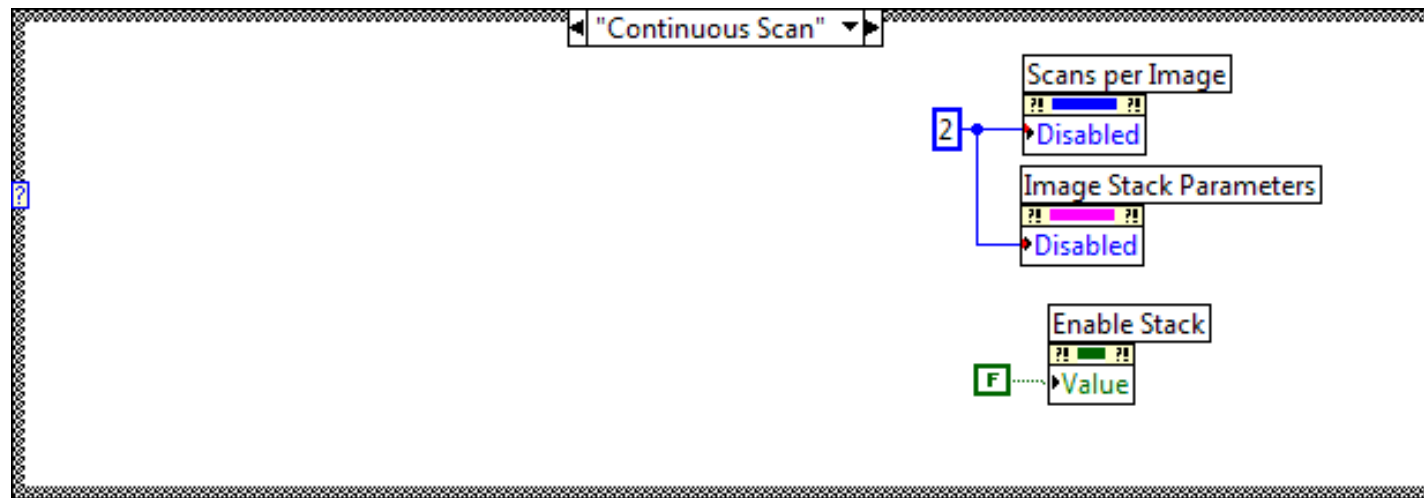 "Continuous Scan"
Scans per Image
?! ?!
2
Disabled
?
Image Stack Parameters
?! ?!
Disabled
Enable Stack
?! ?!
F
Value